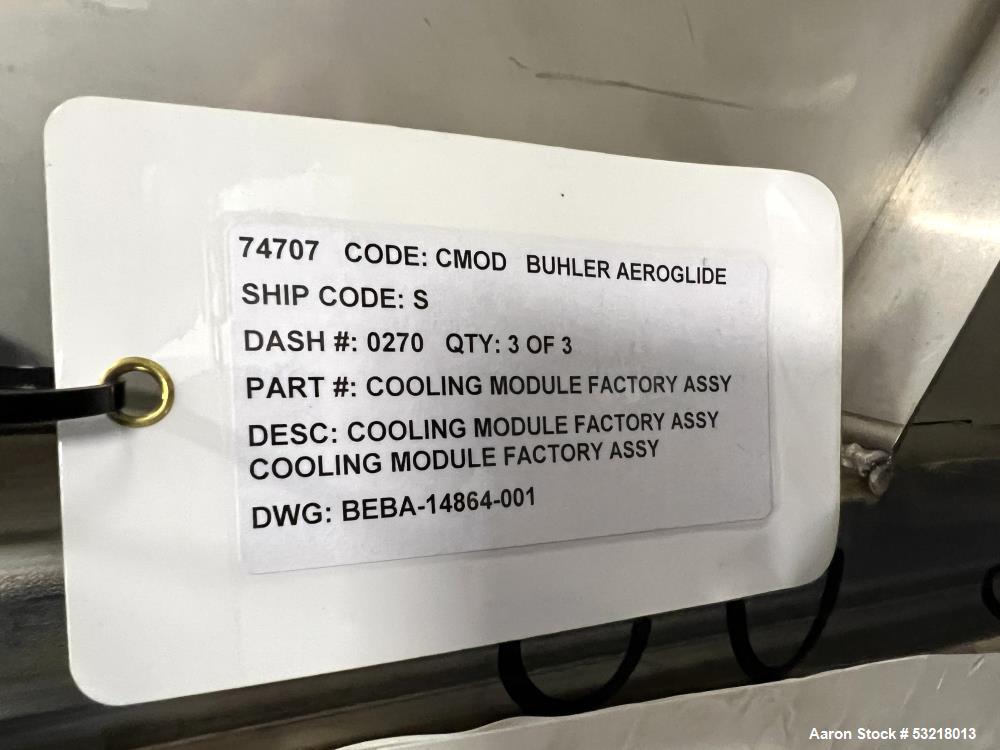 74707 CODE: CMOD BUHLER AEROGLIDE
SHIP CODE: S
DASH #: 0270 QTY: 3 OF 3
PART #: COOLING MODULE FACTORY ASSY
DESC: COOLING MODULE FACTORY ASSY
COOLING MODULE FACTORY ASSY
DWG: BEBA-14864-001
Aaron Stock # 53218013